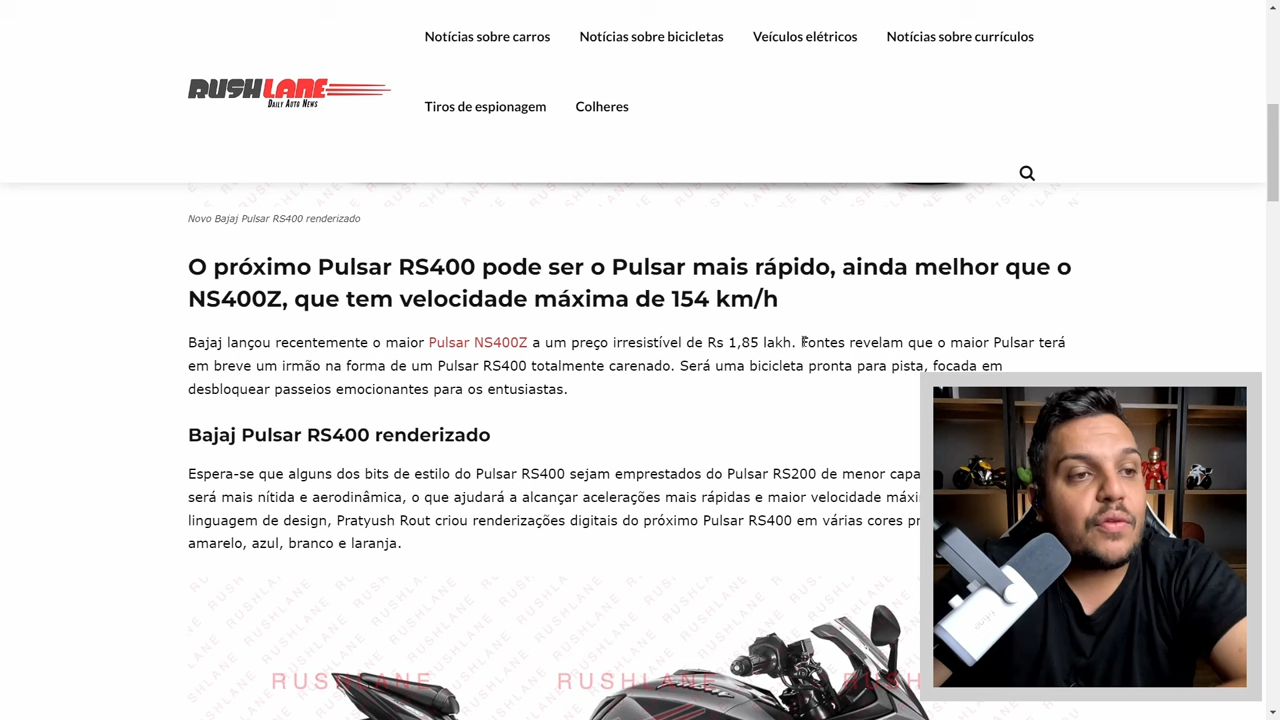 Notícias sobre carros
Notícias sobre bicicletas
Veículos elétricos
Notícias sobre currículos
RUSHLANE
DAILY AUTO NEWS
Tiros de espionagem
Colheres
Novo Bajaj Pulsar RS400 renderizado
O próximo Pulsar RS400 pode ser o Pulsar mais rápido, ainda melhor que o
NS400Z, que tem velocidade máxima de 154 km/h
Bajaj lançou recentemente o maior Pulsar NS400Z a um preço irresistível de Rs 1,85 lakh. Fontes revelam que o maior Pulsar terá
em breve um irmão na forma de um Pulsar RS400 totalmente carenado. Será uma bicicleta pronta para pista, focada em
desbloquear passeios emocionantes para os entusiastas.
Bajaj Pulsar RS400 renderizado
Espera-se que alguns dos bits de estilo do Pulsar RS400 sejam emprestados do Pulsar RS200 de menor capa
será mais nítida e aerodinâmica, o que ajudará a alcançar acelerações mais rápidas e maior velocidade máxi
linguagem de design, Pratyush Rout criou renderizações digitais do próximo Pulsar RS400 em várias cores pr
amarelo, azul, branco e laranja.
RUSHLANE RUSHLANE RUSHLANE
fifine